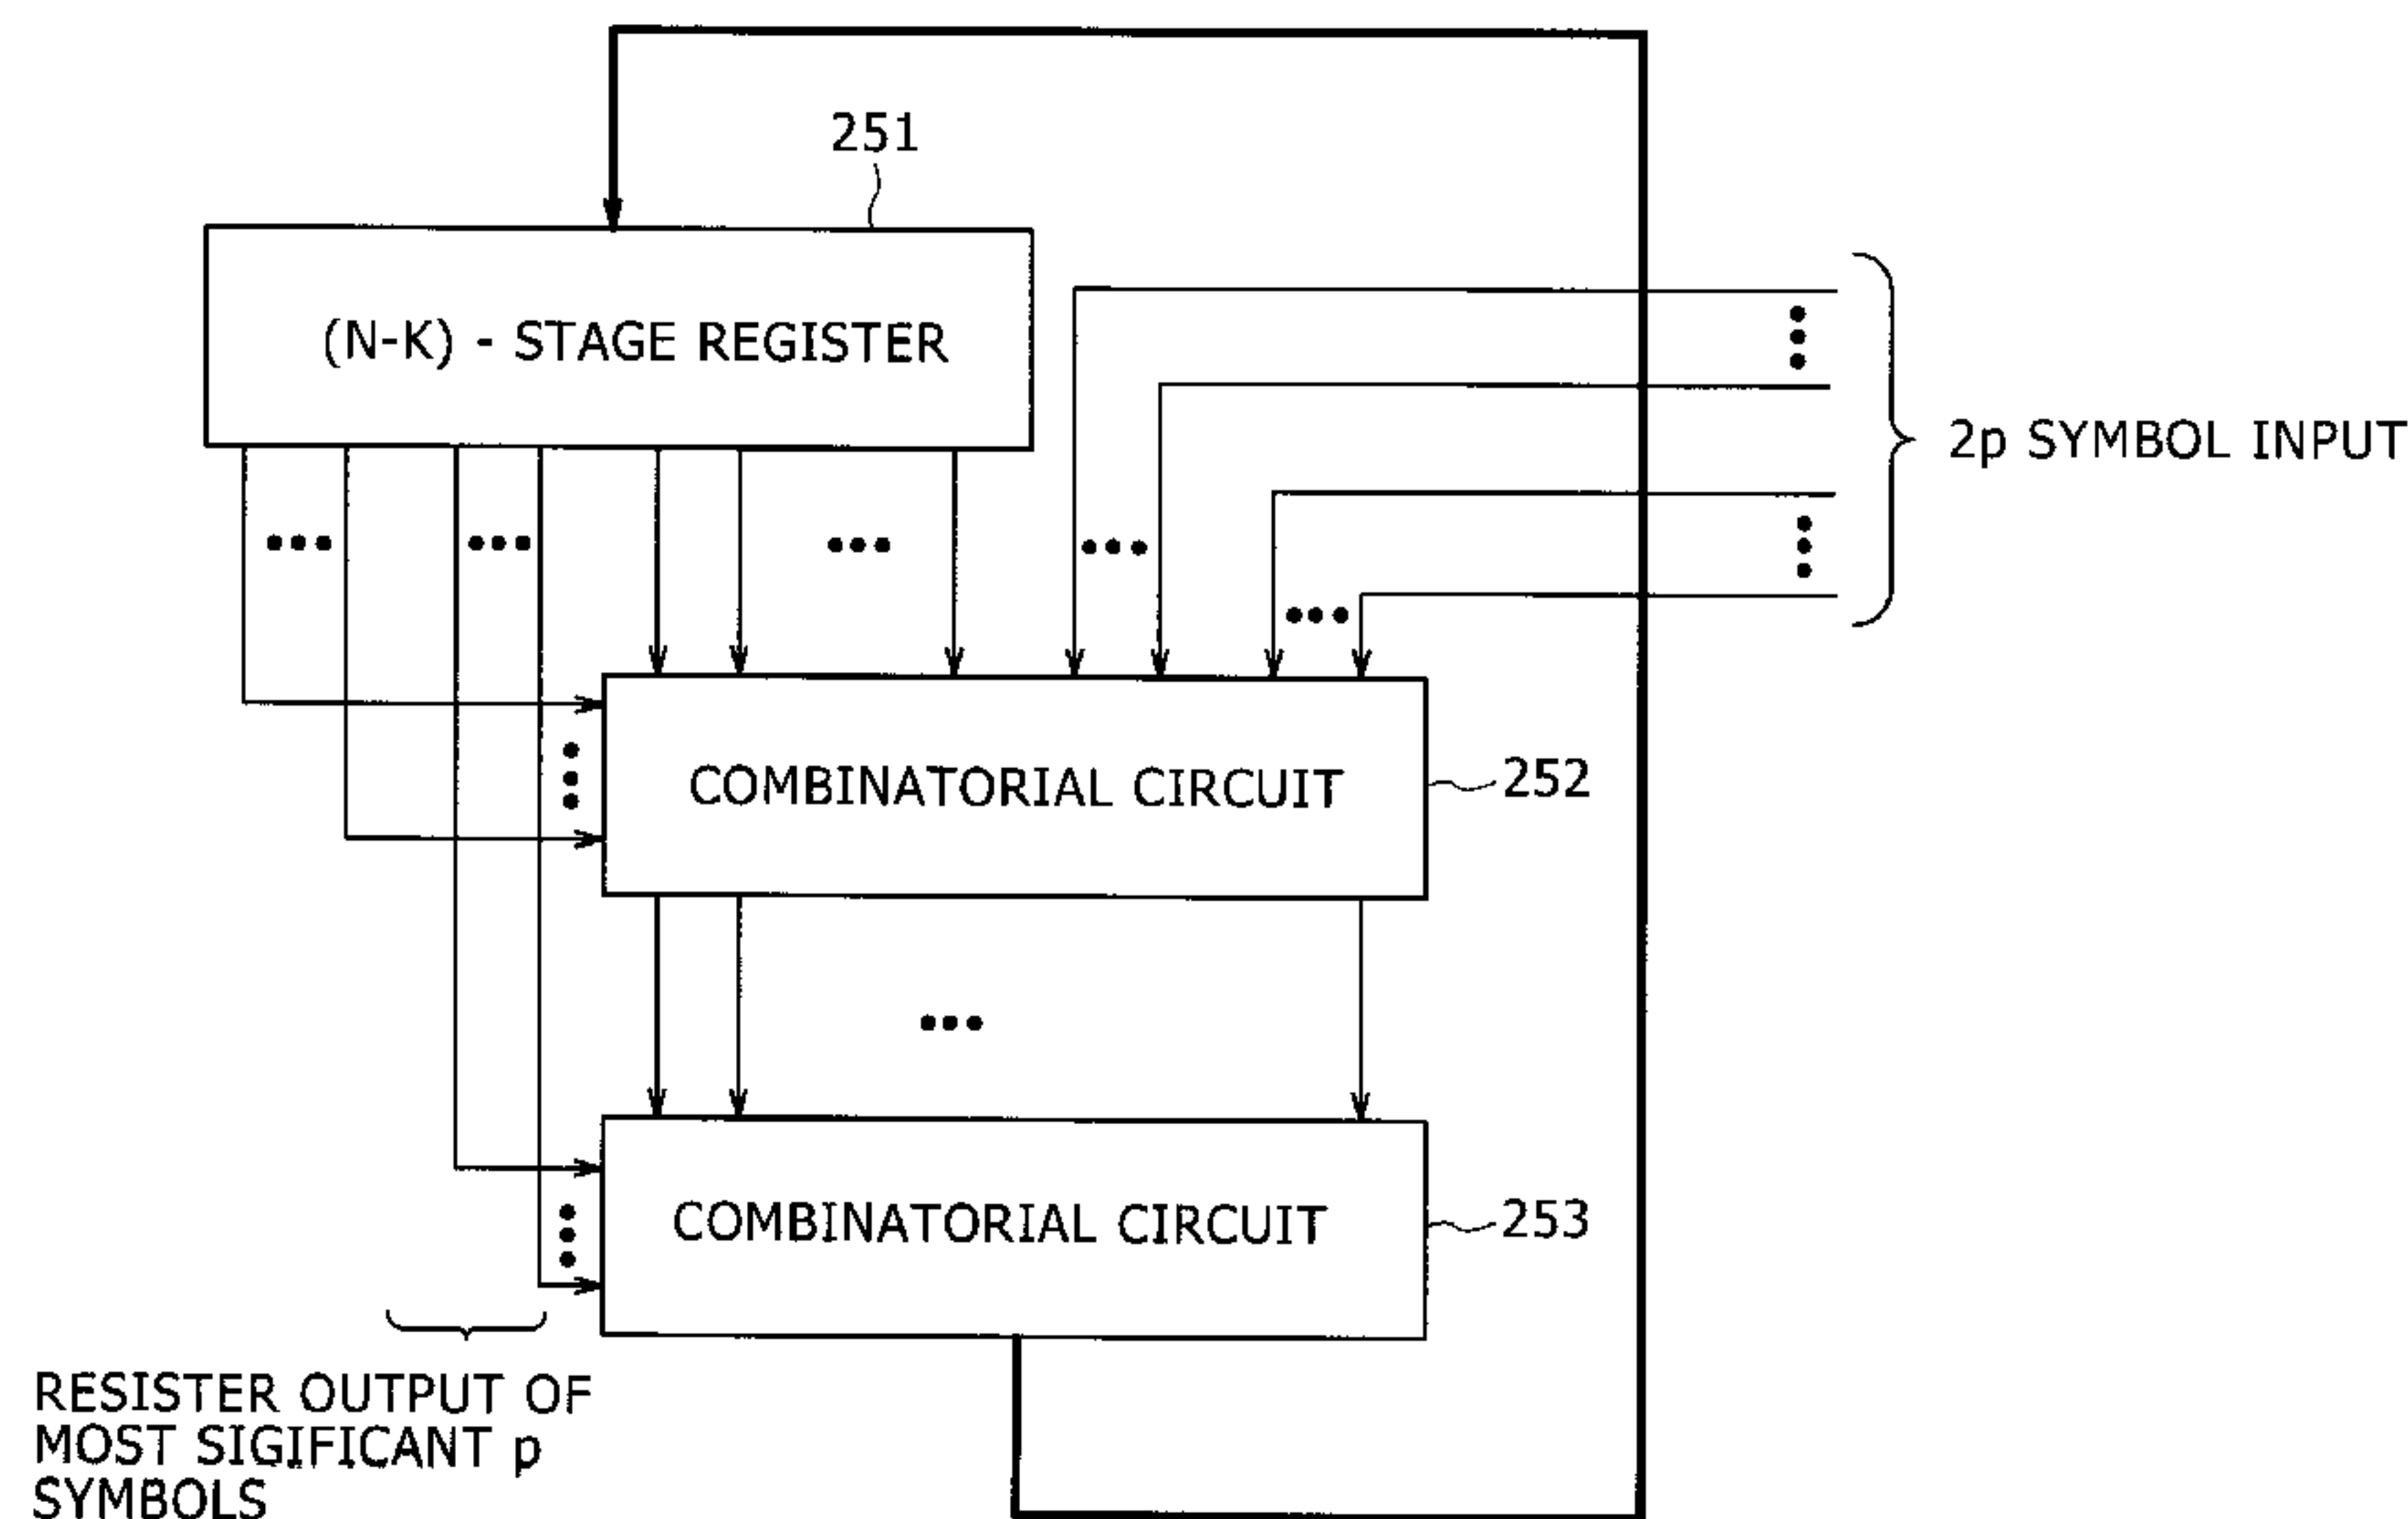 251
(N-K) - STAGE REGISTER
2p SYMBOL INPUT
COMBINATORIAL CIRCUIT
252
COMBINATORIAL CIRCUIT
253
RESISTER OUTPUT OF
MOST SIGIFICANT p
SYMBOLS